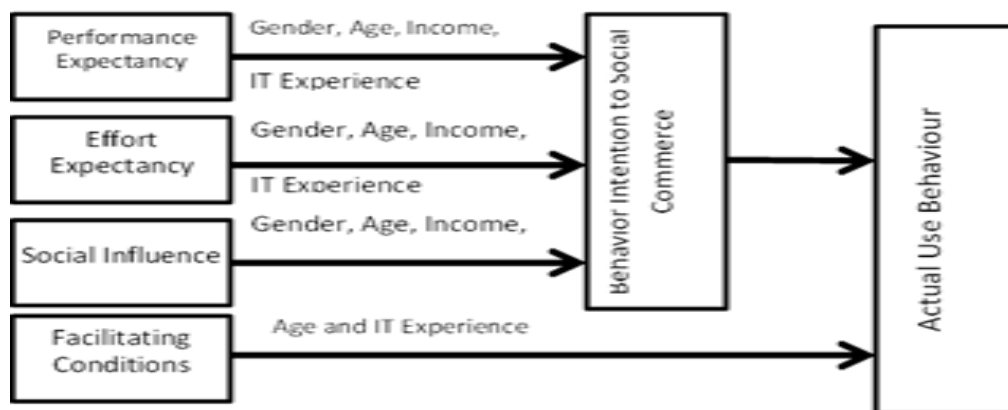 Performance
Expectancy
Gender, Age, Income,
IT Experience
Effort
Expectancy
Gender, Age, Income,
IT Experience
Social Influence
Gender, Age, Income,
Facilitating
Conditions
Age and IT Experience
Behavior Intention to Social
Commerce
Actual Use Behaviour